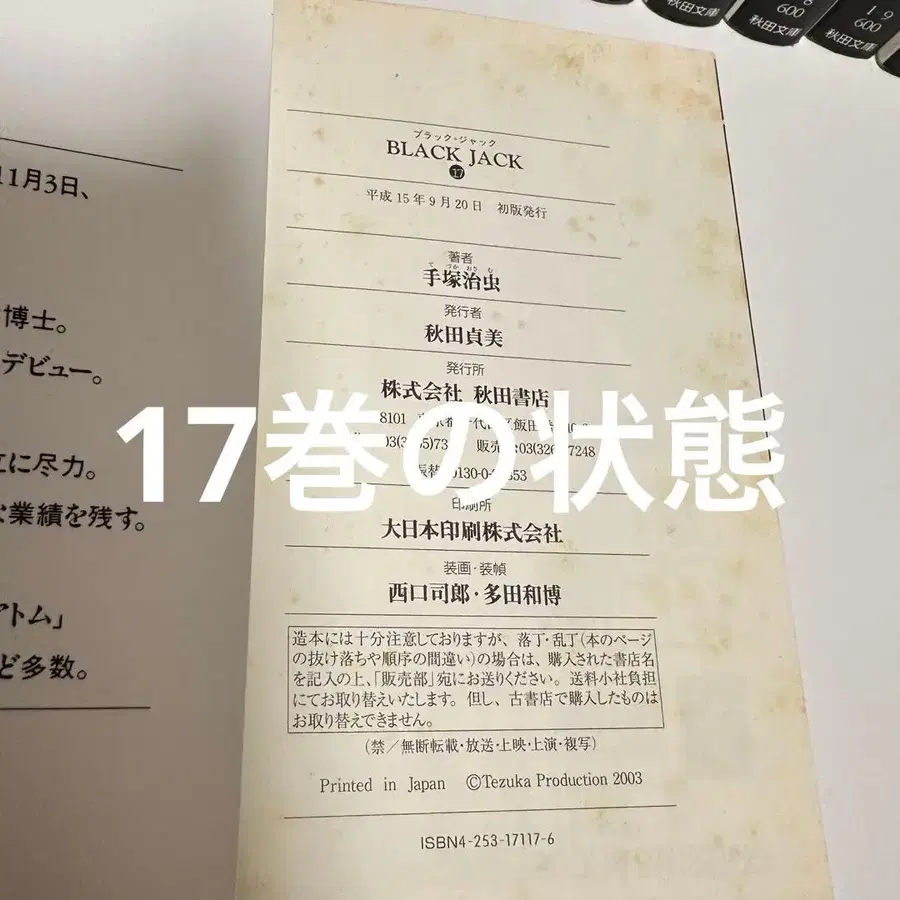 8
600
秋田文庫
19
600
秋田文庫
11月3日、
博士。
デビュー。
に尽力。
業績を残す。
アトム」
ど多数。
ブラック・ジャック
BLACK JACK
17
平成15年9月20日 初版発行
著者
てづかおさむ
手塚治虫
発行者
秋田貞美
発行所
株式会社 秋田書店
8101
販売
印刷所
大日本印刷株式会社
装画・装幀
西口司郎・多田和博
造本には十分注意しておりますが、落丁・乱丁(本のページ
の抜け落ちや順序の間違い)の場合は、購入された書店名
を記入の上、「販売部」宛にお送りください。送料小社負担
にてお取り替えいたします。但し、古書店で購入したものは
お取り替えできません。
(禁/無断転載・放送・上映・上演・複写)
Printed in Japan ©Tezuka Production 2003
ISBN4-253-17117-6
17巻の状態